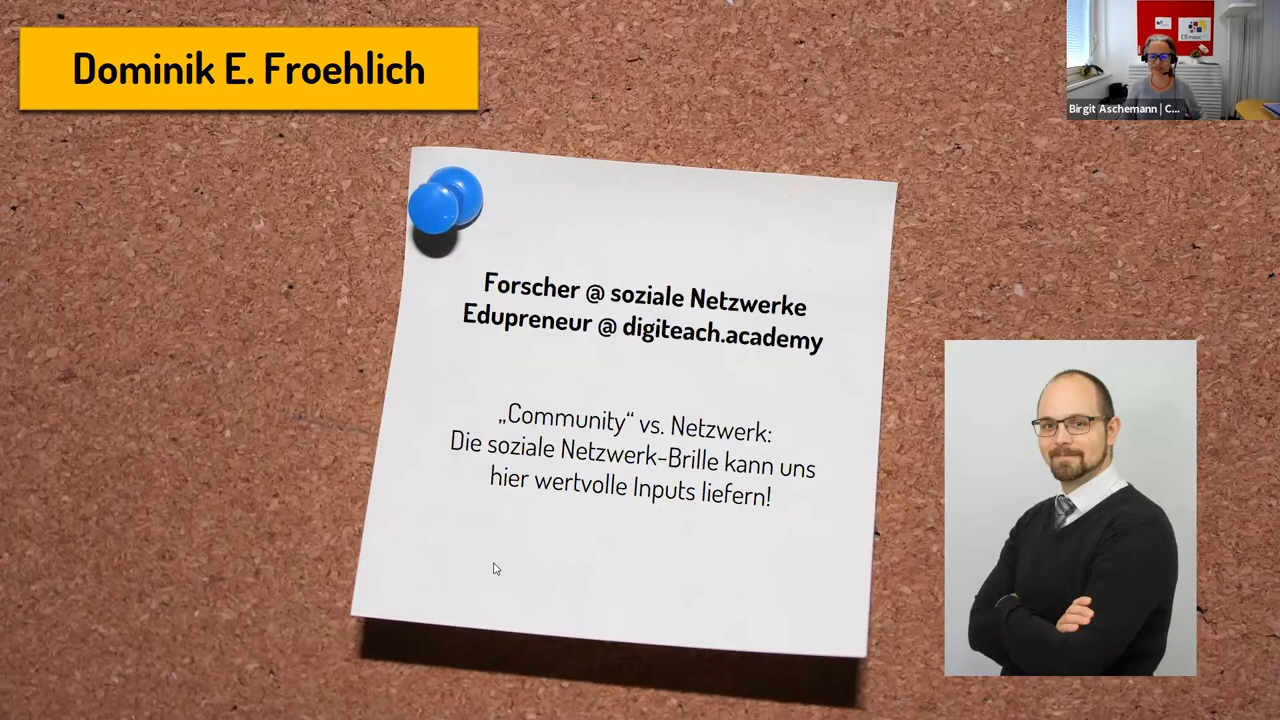 Dominik E. Froehlich
Birgit Aschemann | C...
Forscher @ soziale Netzwerke
Edupreneur @ digiteach.academy
„Community“ vs. Netzwerk:
Die soziale Netzwerk-Brille kann uns
hier wertvolle Inputs liefern!